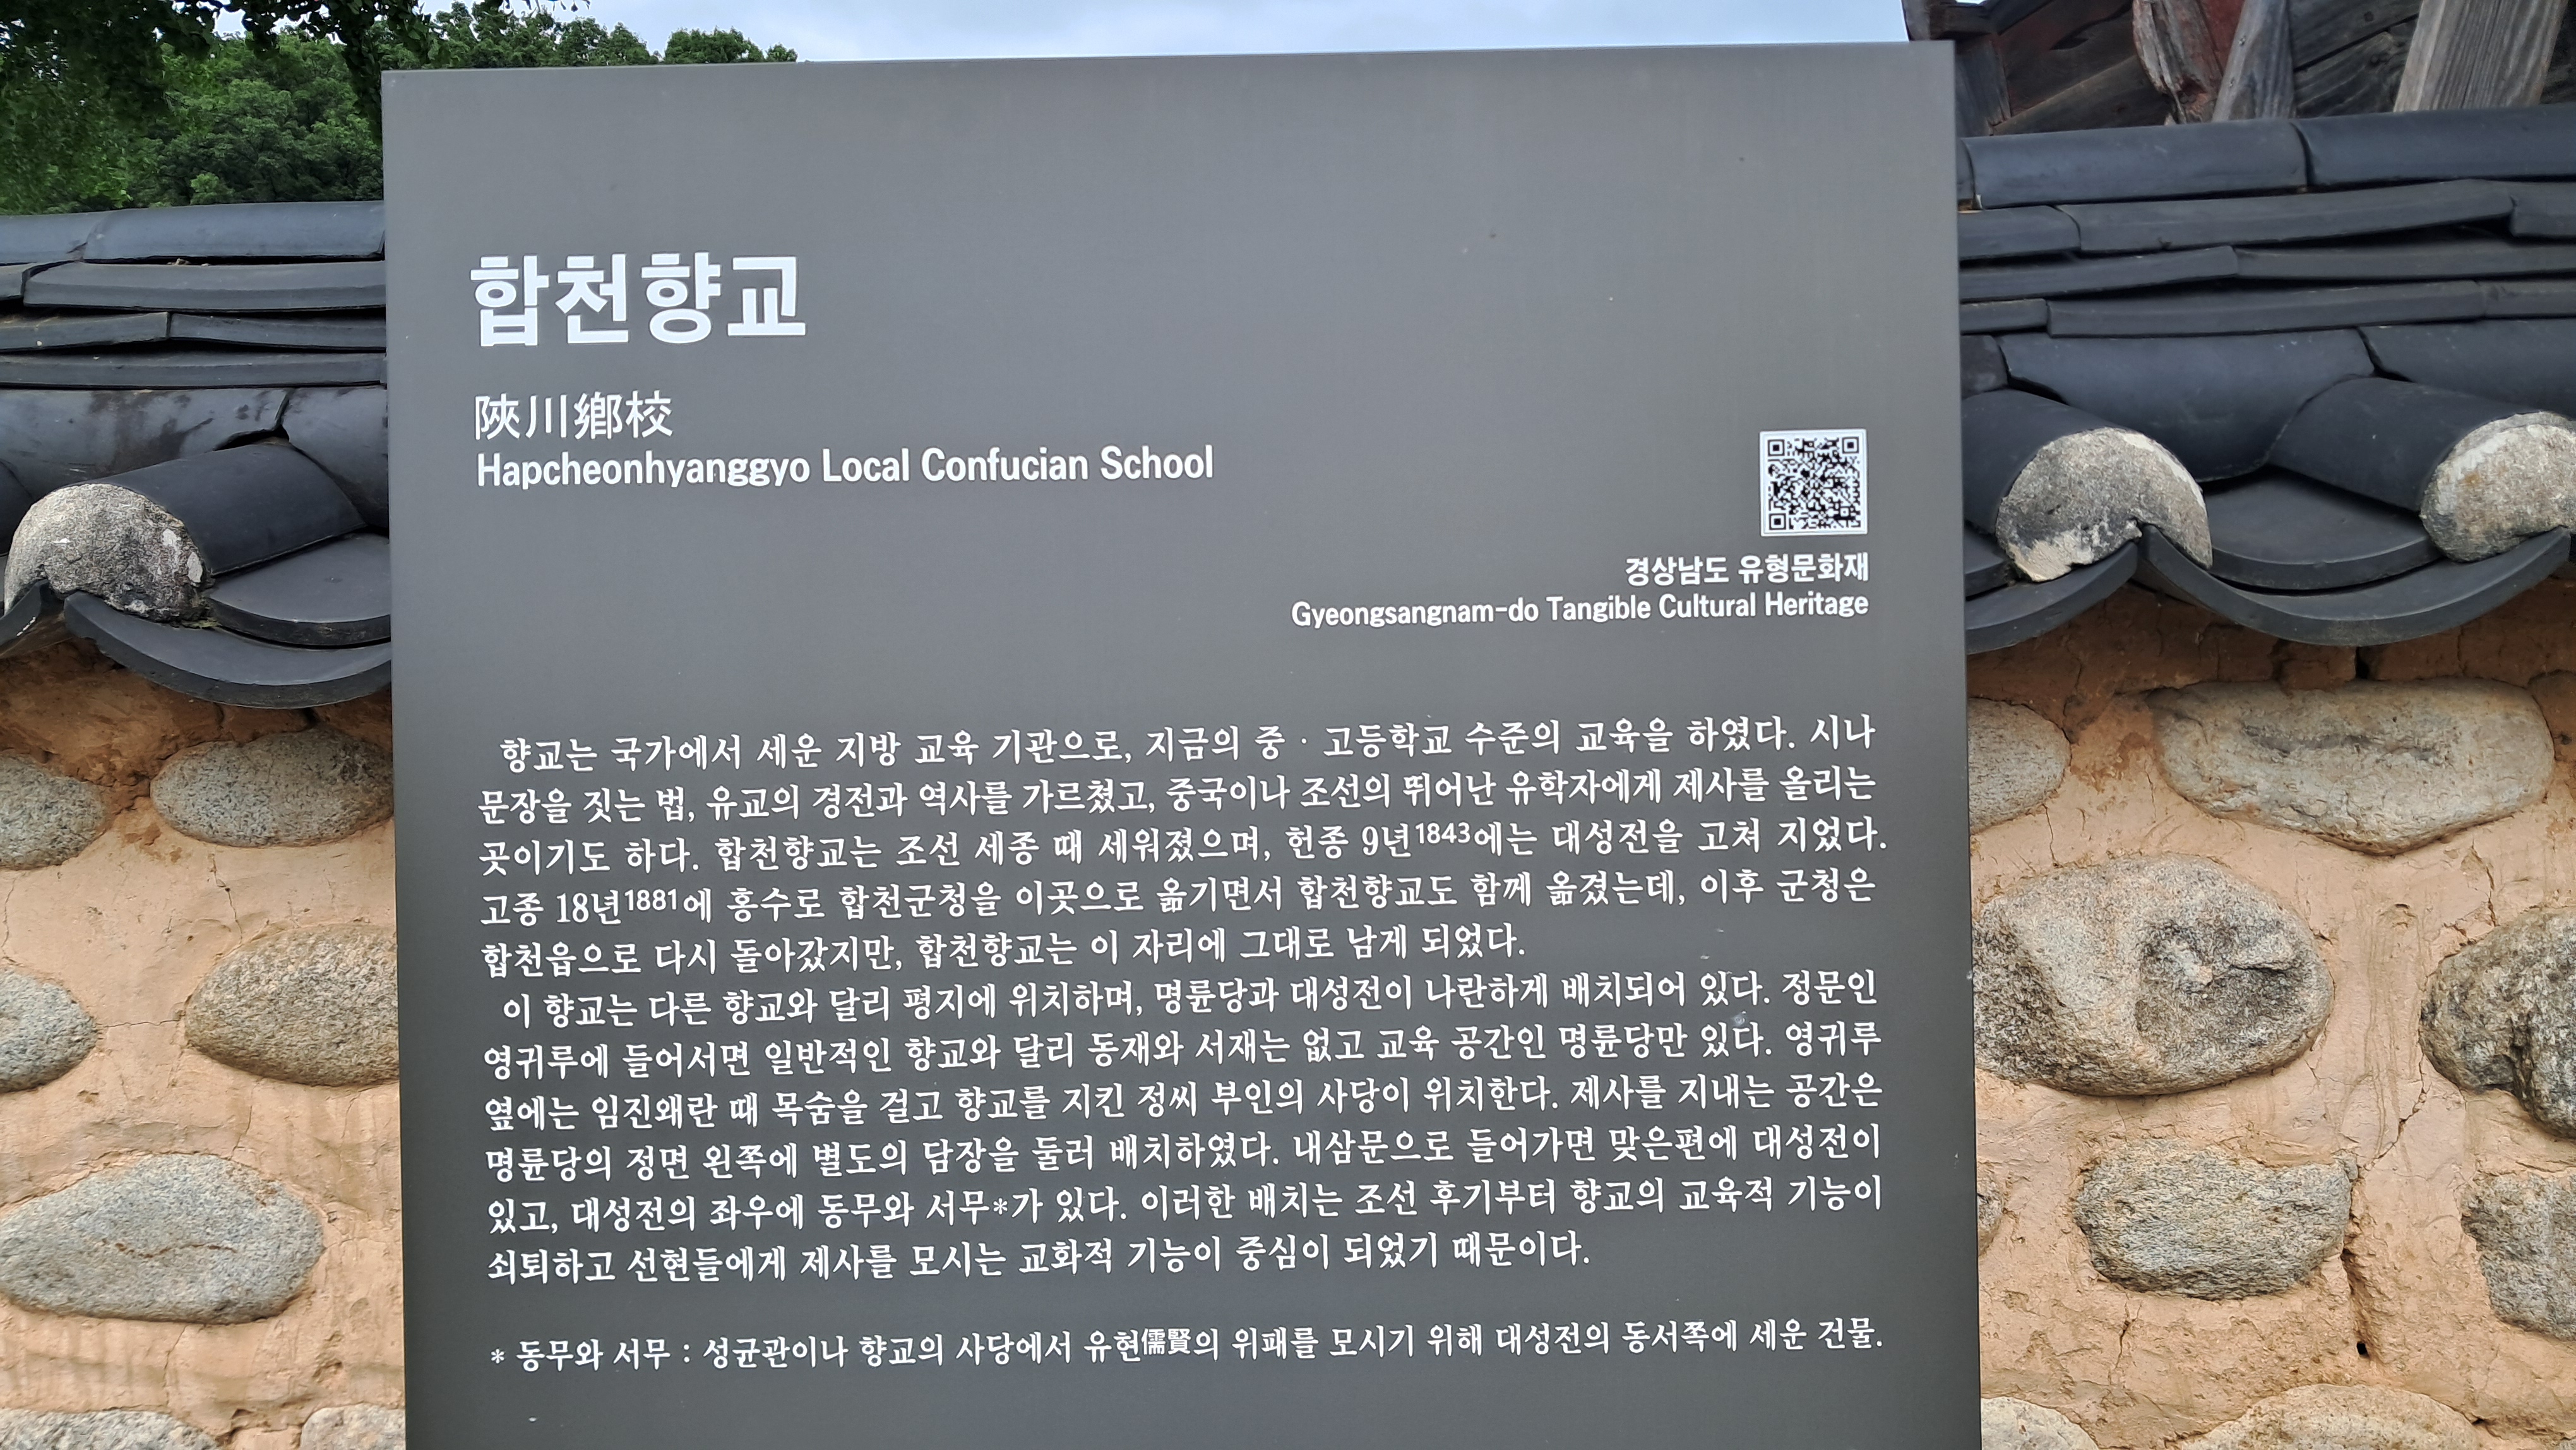 합천향교
陜川鄕校
Hapcheonhyanggyo Local Confucian School
경상남도 유형문화재
Gyeongsangnam-do Tangible Cultural Heritage
향교는 국가에서 세운 지방 교육 기관으로, 지금의 중 · 고등학교 수준의 교육을 하였다. 시나
문장을 짓는 법, 유교의 경전과 역사를 가르쳤고, 중국이나 조선의 뛰어난 유학자에게 제사를 올리는
곳이기도 하다. 합천향교는 조선 세종 때 세워졌으며, 헌종 9년1843에는 대성전을 고쳐 지었다.
고종 18년1881에 홍수로 합천군청을 이곳으로 옮기면서 합천향교도 함께 옮겼는데, 이후 군청은
합천읍으로 다시 돌아갔지만, 합천향교는 이 자리에 그대로 남게 되었다.
이 향교는 다른 향교와 달리 평지에 위치하며, 명륜당과 대성전이 나란하게 배치되어 있다. 정문인
영귀루에 들어서면 일반적인 향교와 달리 동재와 서재는 없고 교육 공간인 명륜당만 있다. 영귀루
옆에는 임진왜란 때 목숨을 걸고 향교를 지킨 정씨 부인의 사당이 위치한다. 제사를 지내는 공간은
명륜당의 정면 왼쪽에 별도의 담장을 둘러 배치하였다. 내삼문으로 들어가면 맞은편에 대성전이
있고, 대성전의 좌우에 동무와 서무*가 있다. 이러한 배치는 조선 후기부터 향교의 교육적 기능이
쇠퇴하고 선현들에게 제사를 모시는 교화적 기능이 중심이 되었기 때문이다.
* 동무와 서무 : 성균관이나 향교의 사당에서 유현儒賢의 위패를 모시기 위해 대성전의 동서쪽에 세운 건물.